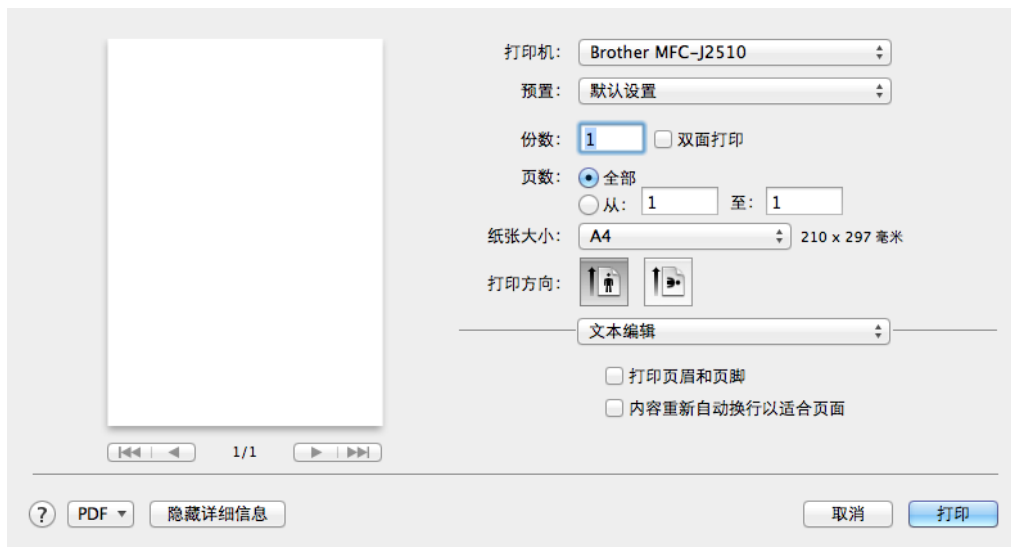 打印机： Brother MFC-J2510
预置： 默认设置
份数： 1 双面打印
页数： 全部
从： 1 至： 1
纸张大小： A4 210 x 297 毫米
打印方向：
文本编辑
打印页眉和页脚
内容重新自动换行以适合页面
1/1
? PDF 隐藏详细信息 取消 打印